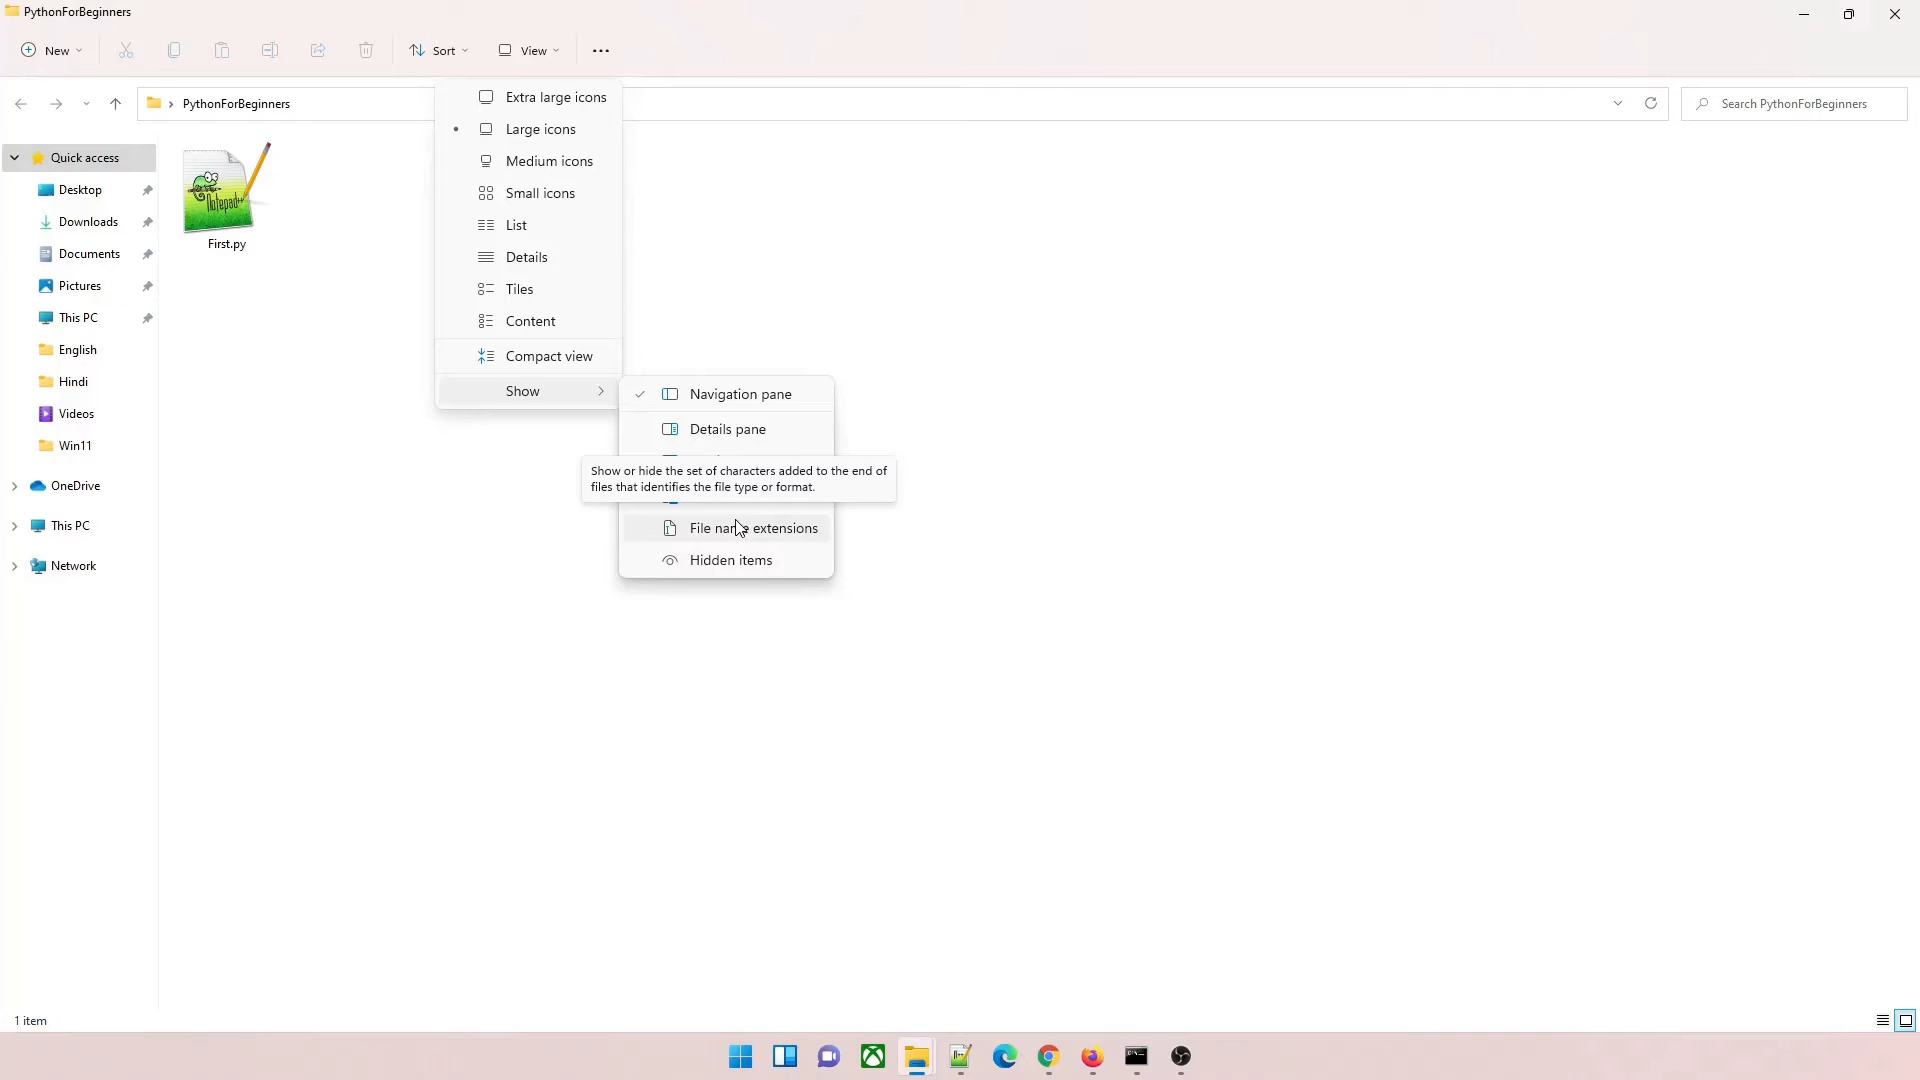 PythonForBeginners
New
Sort
View
PythonForBeginners
Search PythonForBeginners
Quick access
Desktop
Downloads
Documents
Pictures
This PC
English
Hindi
Videos
Win11
OneDrive
This PC
Network
Notepad++
First.py
Extra large icons
Large icons
Medium icons
Small icons
List
Details
Tiles
Content
Compact view
Show
Navigation pane
Details pane
Show or hide the set of characters added to the end of
files that identifies the file type or format.
File name extensions
Hidden items
1 item